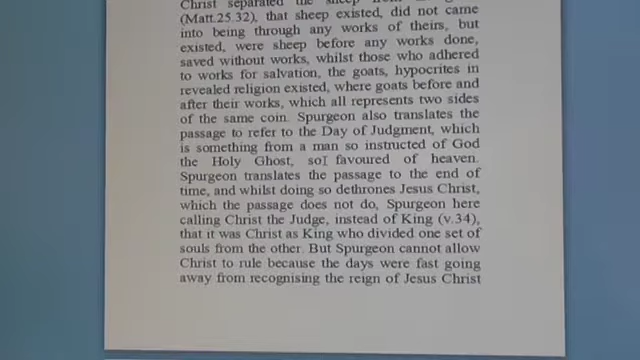 Christ separated the sheep from
(Matt.25.32), that sheep existed, did not came
into being through any works of theirs, but
existed, were sheep before any works done,
saved without works, whilst those who adhered
to works for salvation, the goats, hypocrites in
revealed religion existed, where goats before and
after their works, which all represents two sides
of the same coin. Spurgeon also translates the
passage to refer to the Day of Judgment, which
is something from a man so instructed of God
the Holy Ghost, so favoured of heaven.
Spurgeon translates the passage to the end of
time, and whilst doing so dethrones Jesus Christ,
which the passage does not do, Spurgeon here
calling Christ the Judge, instead of King (v.34),
that it was Christ as King who divided one set of
souls from the other. But Spurgeon cannot allow
Christ to rule because the days were fast going
away from recognising the reign of Jesus Christ